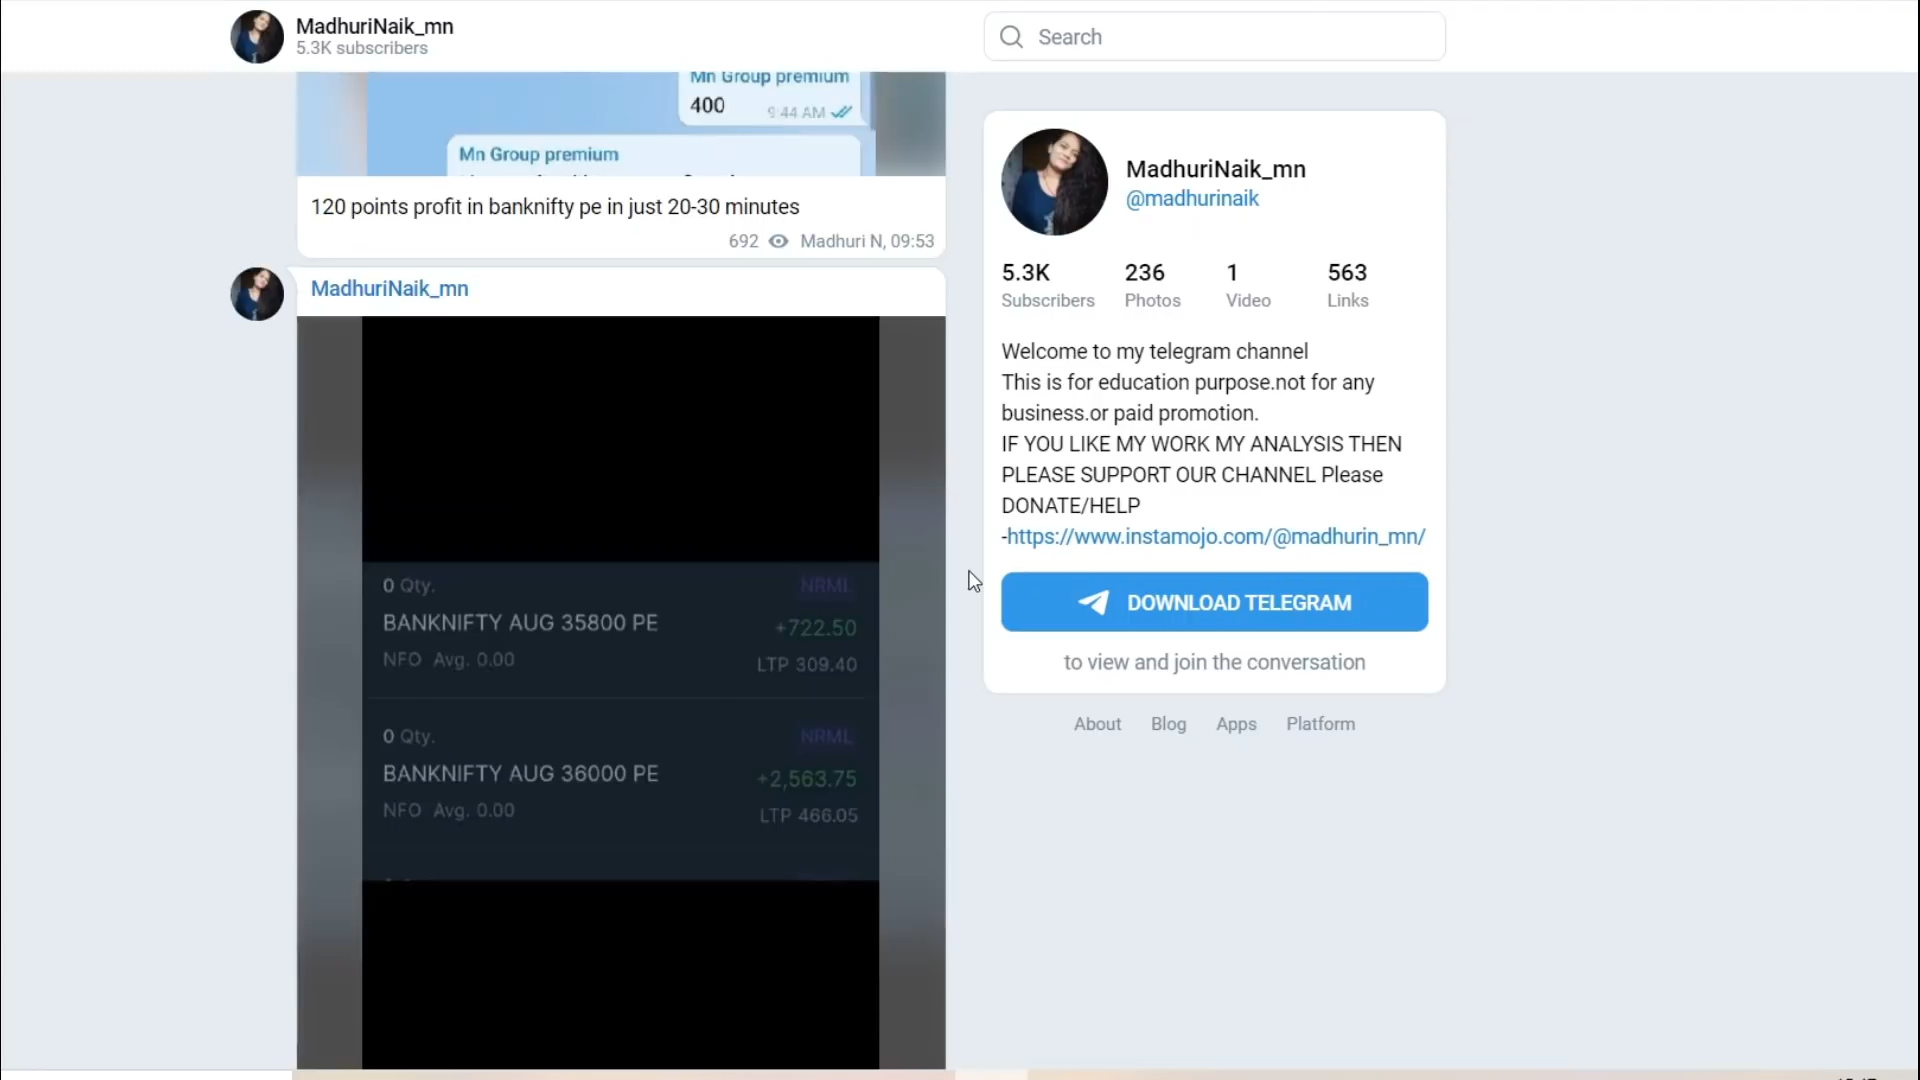 MadhuriNaik_mn
5.3K subscribers
Search
Mn Group premium
400
9:44 AM
Mn Group premium
120 points profit in banknifty pe in just 20-30 minutes
692 Madhuri N, 09:53
MadhuriNaik_mn
0 Qty. NRML
BANKNIFTY AUG 35800 PE +722.50
NFO Avg. 0.00 LTP 309.40
0 Qty. NRML
BANKNIFTY AUG 36000 PE +2,563.75
NFO Avg. 0.00 LTP 466.05
MadhuriNaik_mn
@madhurinaik
5.3K 236 1 563
Subscribers Photos Video Links
Welcome to my telegram channel
This is for education purpose.not for any
business.or paid promotion.
IF YOU LIKE MY WORK MY ANALYSIS THEN
PLEASE SUPPORT OUR CHANNEL Please
DONATE/HELP
-https://www.instamojo.com/@madhurin_mn/
DOWNLOAD TELEGRAM
to view and join the conversation
About Blog Apps Platform